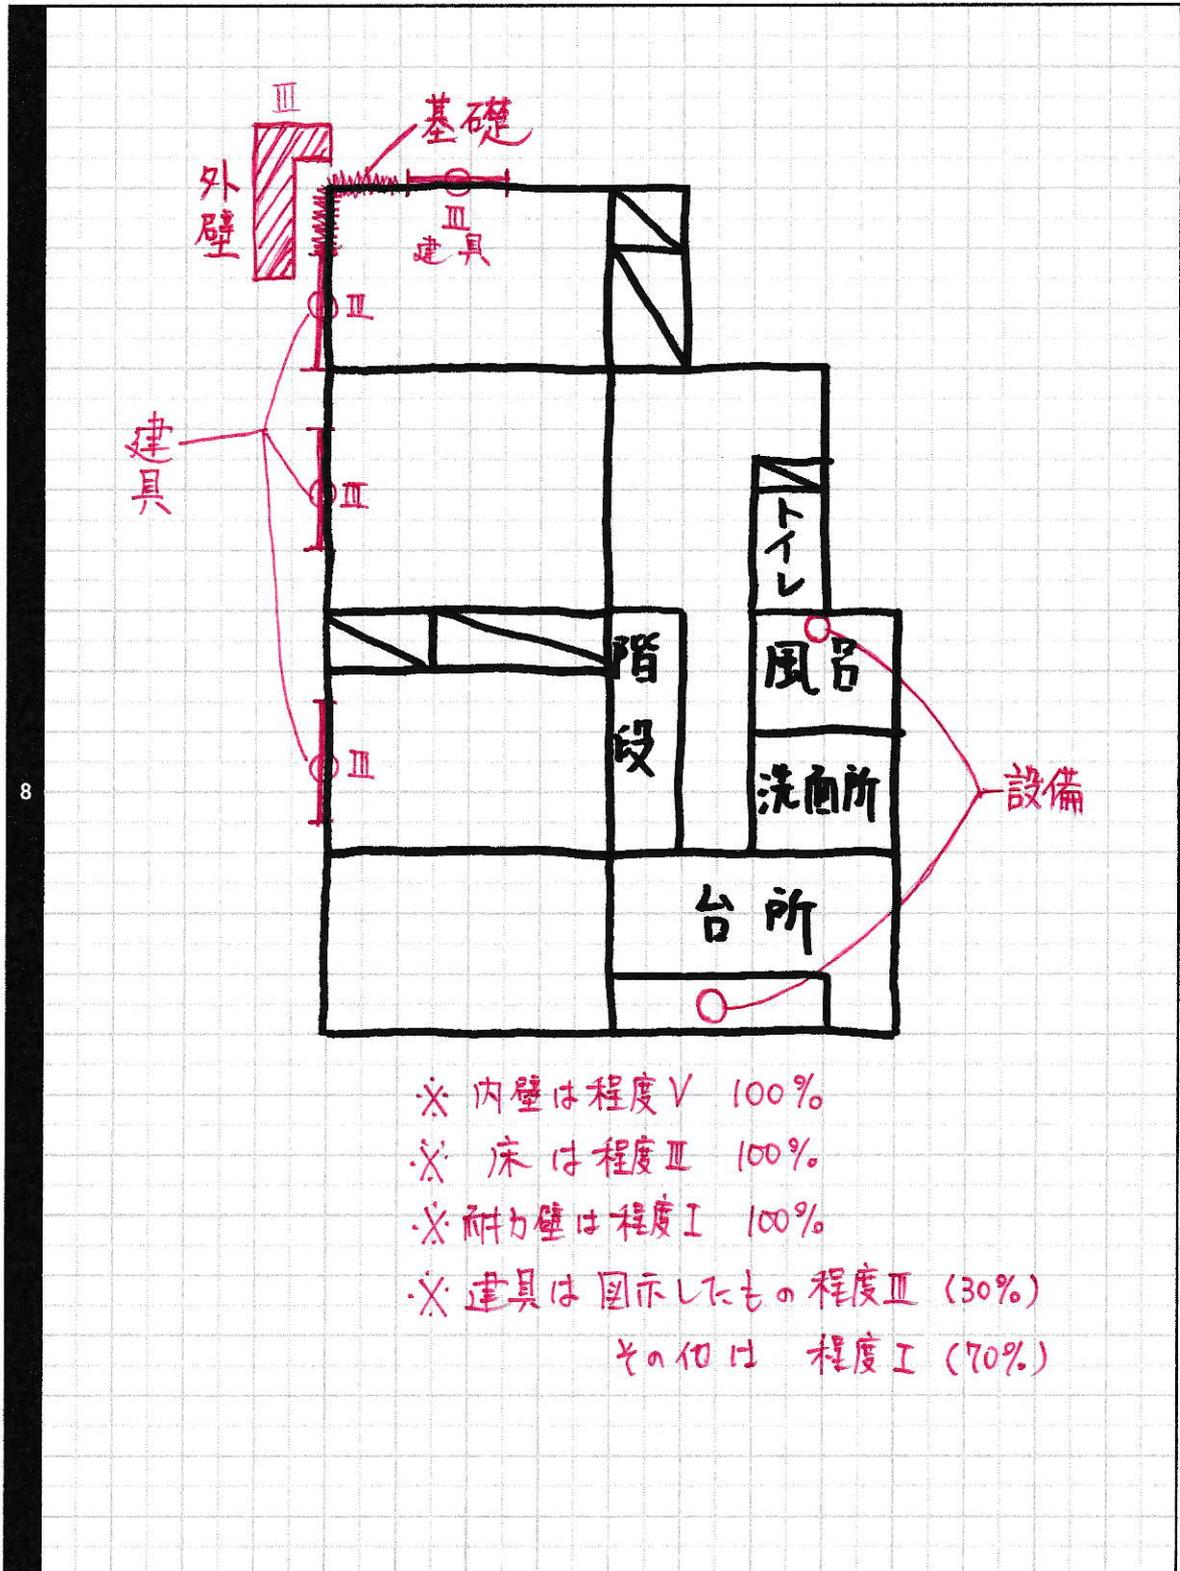 III
基礎
外壁
III
建具
III
建具
III
トイレ
階段
風呂
III
洗面所
設備
8
台所
※ 内壁は程度V 100%
※ 床は程度III 100%
※ 耐力壁は程度I 100%
※ 建具は図示したもの程度III (30%)
その他は 程度I (70%)